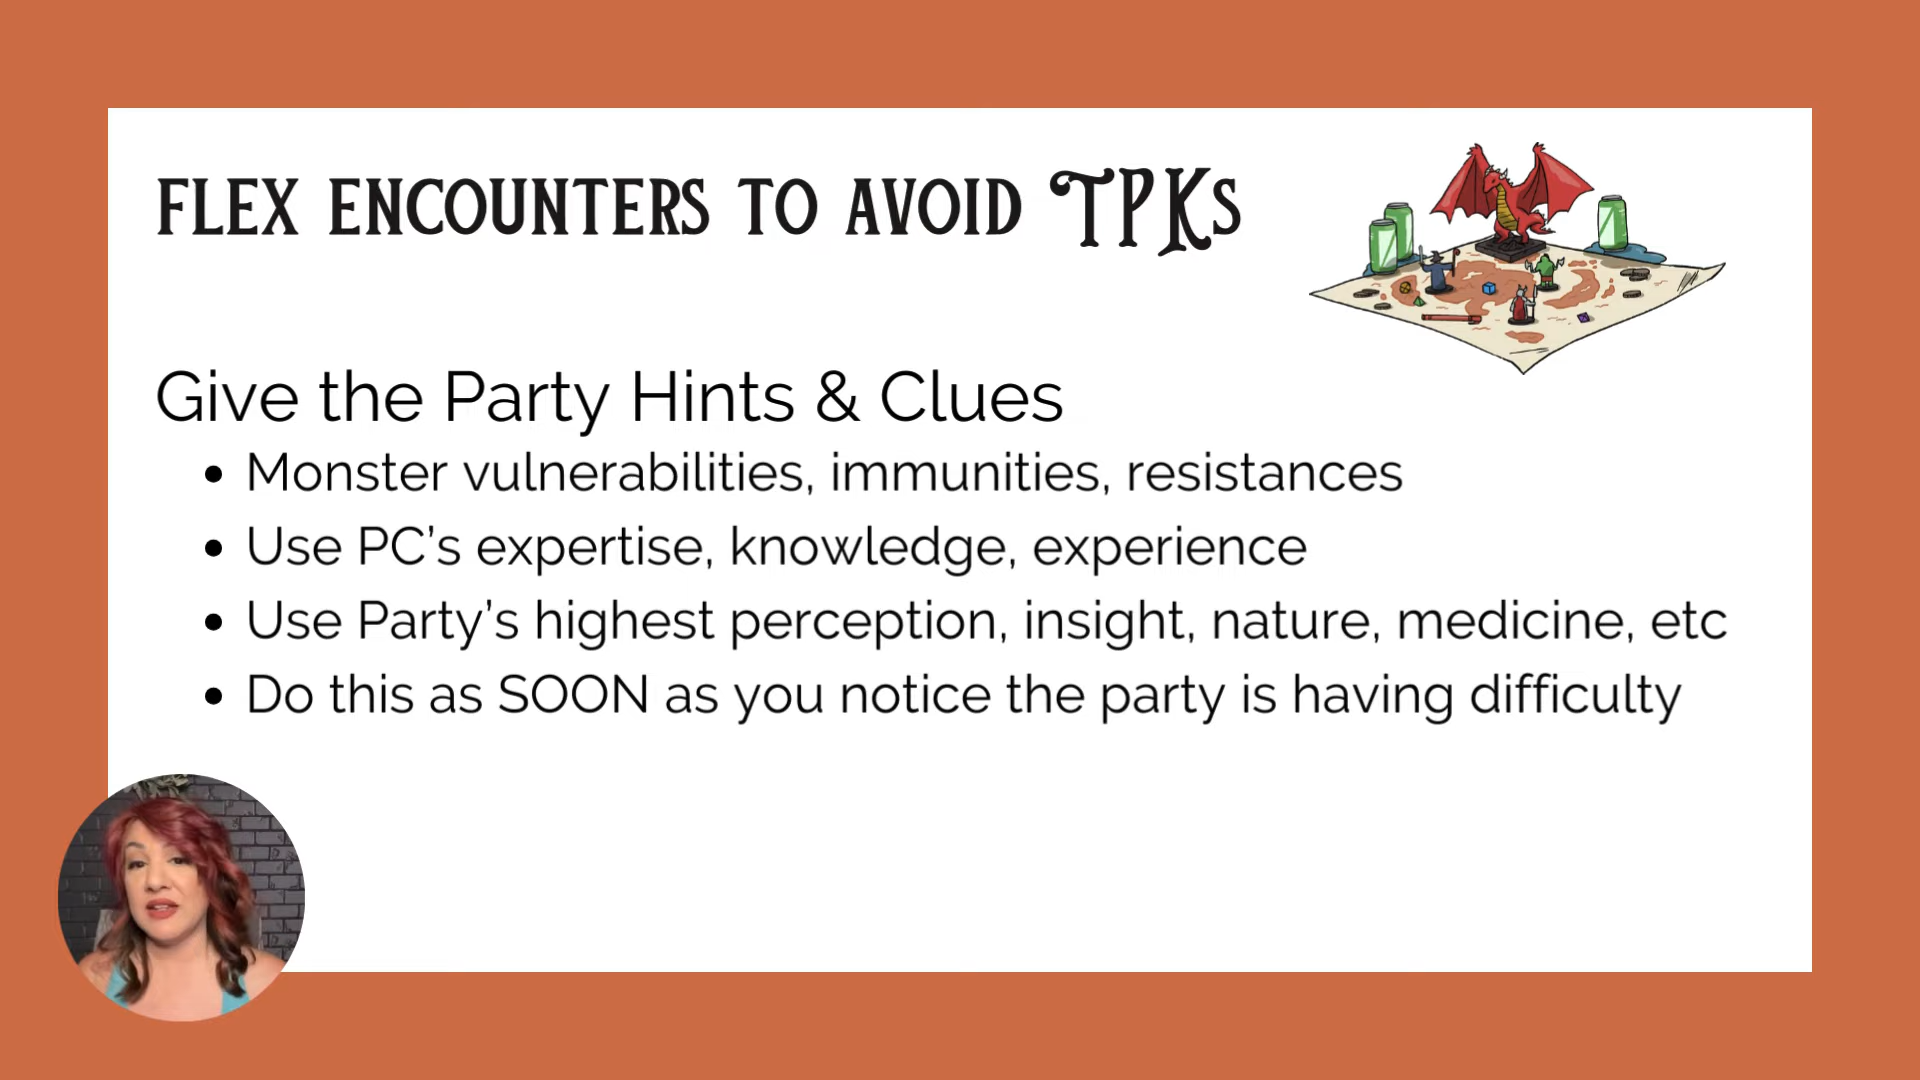 FLEX ENCOUNTERS TO AVOID TPKS
Give the Party Hints & Clues
• Monster vulnerabilities, immunities, resistances
• Use PC’s expertise, knowledge, experience
• Use Party’s highest perception, insight, nature, medicine, etc
• Do this as SOON as you notice the party is having difficulty